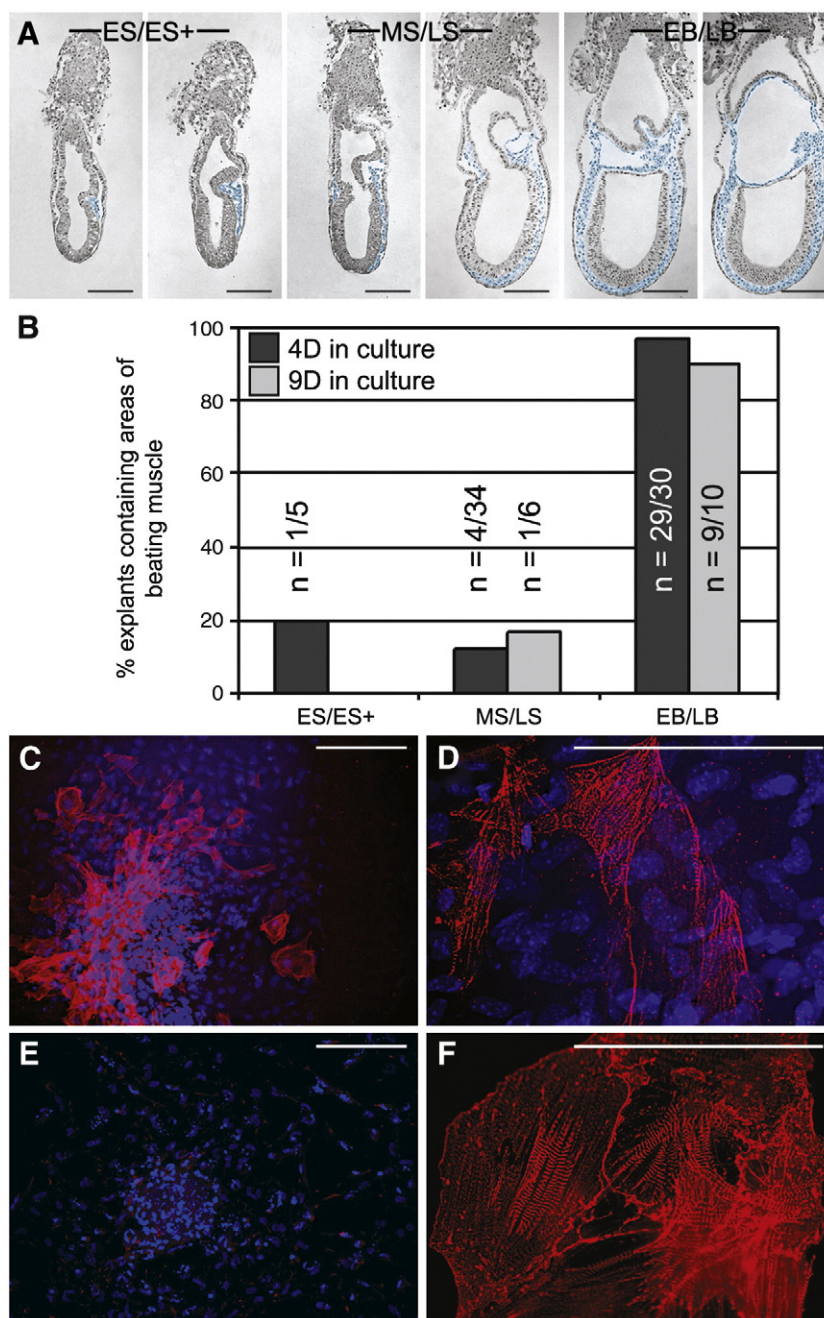 A
ES/ES+
MS/LS
EB/LB
B
% explants containing areas of
beating muscle
100
80
60
40
20
0
4D in culture
9D in culture
n = 1/5
n = 4/34
n = 1/6
n = 29/30
n = 9/10
ES/ES+
MS/LS
EB/LB
C
D
E
F